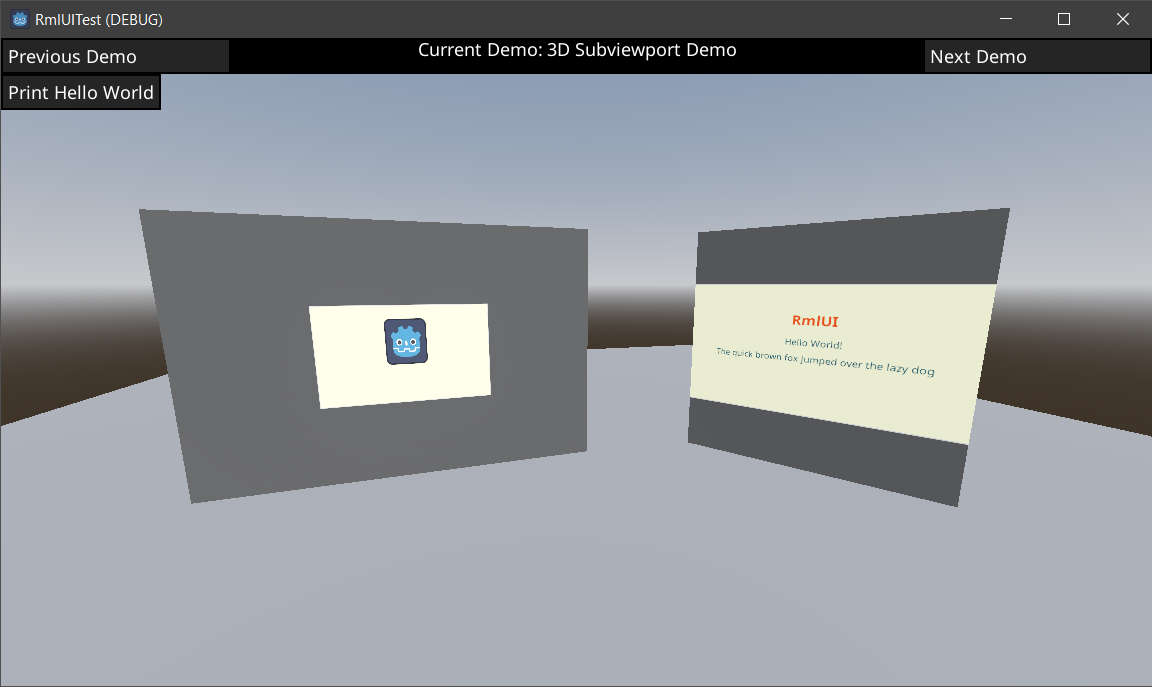 RmlUITest (DEBUG)
Previous Demo
Current Demo: 3D Subviewport Demo
Next Demo
Print Hello World
RmlUI
Hello World!
The quick brown fox jumped over the lazy dog